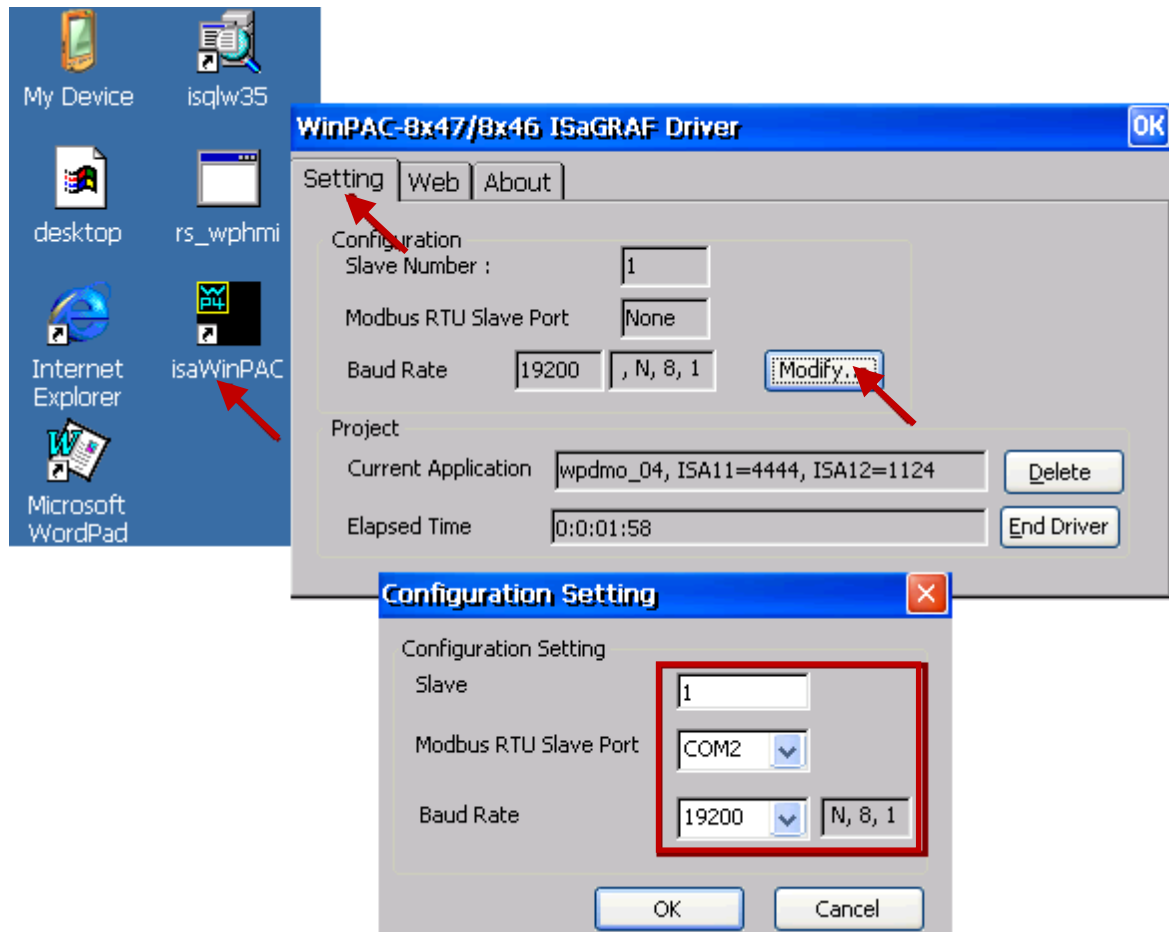 My Device
isqlw35
desktop
rs_wphmi
Internet
Explorer
isaWinPAC
Microsoft
WordPad
WinPAC-8x47/8x46 ISaGRAF Driver
OK
Setting
Web
About
Configuration
Slave Number :
1
Modbus RTU Slave Port
None
Baud Rate
19200
, N, 8, 1
Modify...
Project
Current Application
wpdmo_04, ISA11=4444, ISA12=1124
Delete
Elapsed Time
0:0:01:58
End Driver
Configuration Setting
Configuration Setting
Slave
1
Modbus RTU Slave Port
COM2
Baud Rate
19200
N, 8, 1
OK
Cancel